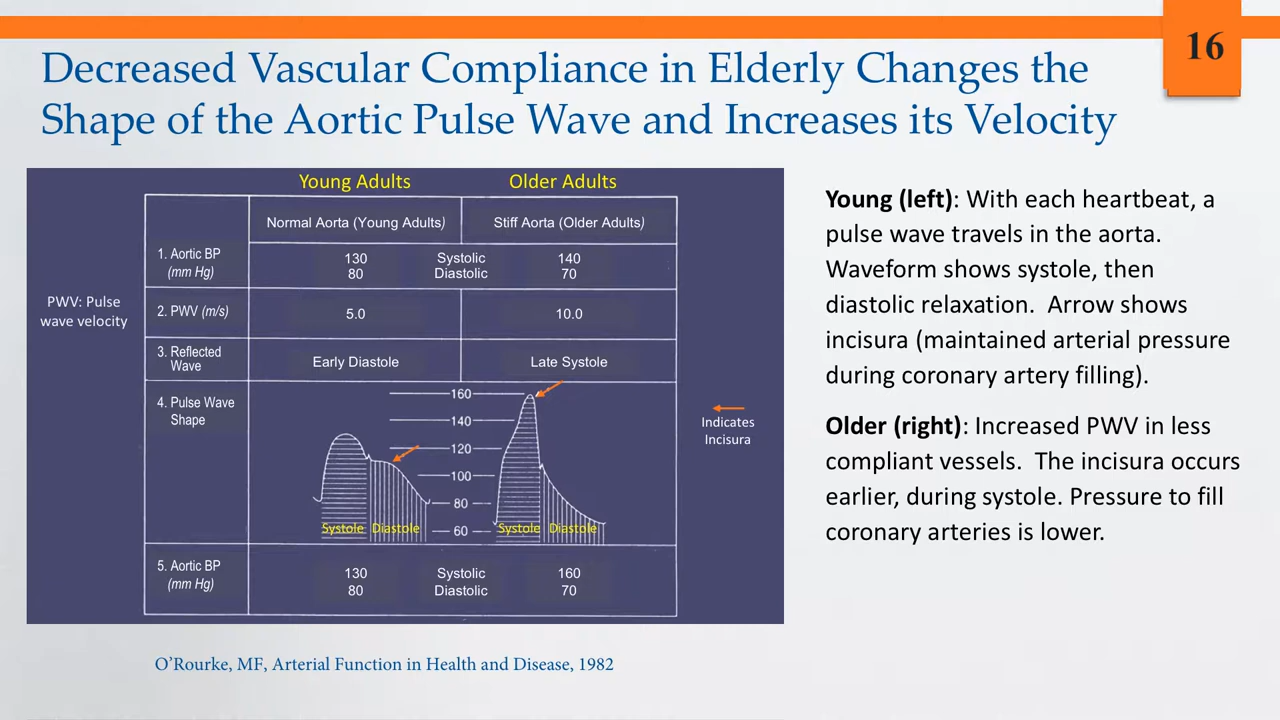 16
Decreased Vascular Compliance in Elderly Changes the
Shape of the Aortic Pulse Wave and Increases its Velocity
Young Adults
Older Adults
Normal Aorta (Young Adults)
Stiff Aorta (Older Adults)
1. Aortic BP
(mm Hg)
130 Systolic 140
80 Diastolic 70
PWV: Pulse
wave velocity
2. PWV (m/s)
5.0
10.0
3. Reflected
Wave
Early Diastole
Late Systole
4. Pulse Wave
Shape
160
140
120
100
80
60
Systole Diastole
Systole Diastole
Indicates
Incisura
5. Aortic BP
(mm Hg)
130 Systolic 160
80 Diastolic 70
Young (left): With each heartbeat, a
pulse wave travels in the aorta.
Waveform shows systole, then
diastolic relaxation. Arrow shows
incisura (maintained arterial pressure
during coronary artery filling).
Older (right): Increased PWV in less
compliant vessels. The incisura occurs
earlier, during systole. Pressure to fill
coronary arteries is lower.
O’Rourke, MF, Arterial Function in Health and Disease, 1982